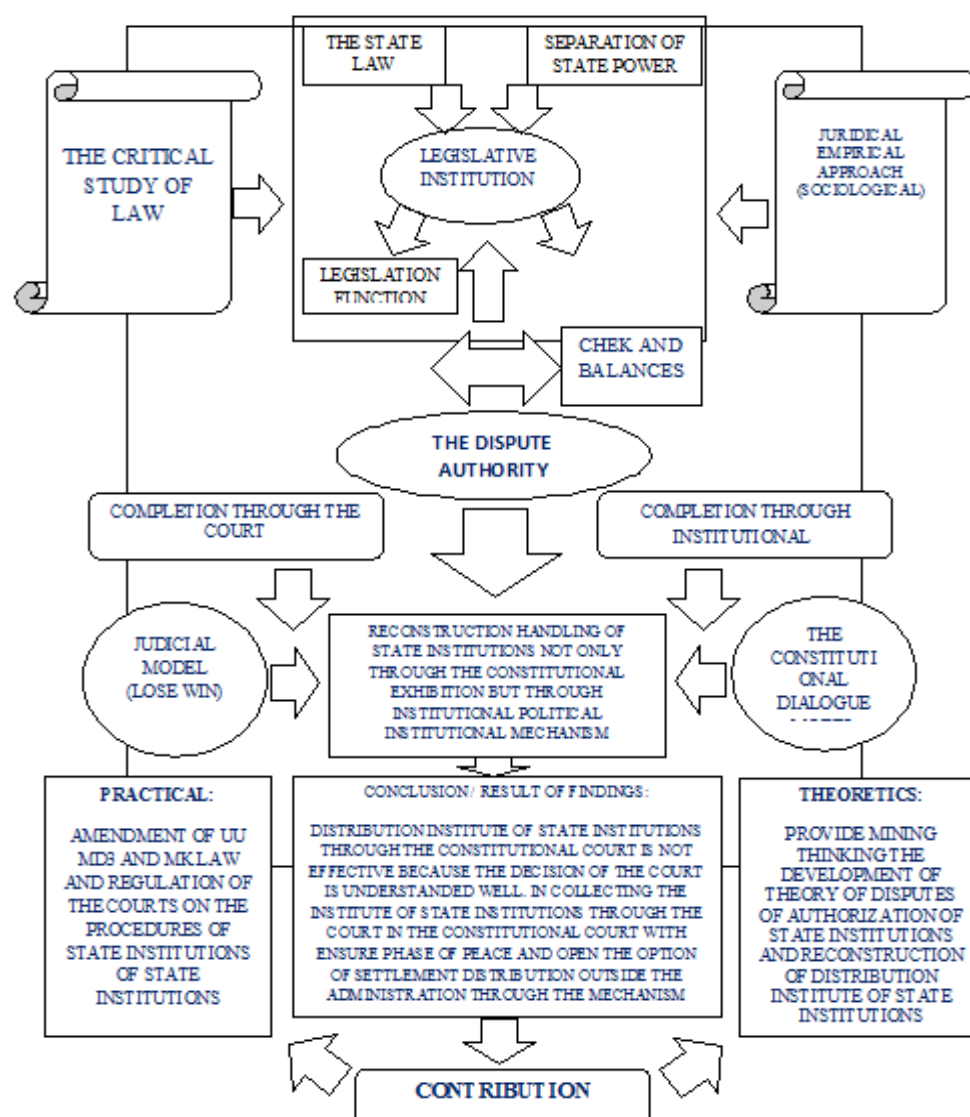 THE STATE
LAW
SEPARATION OF
STATE POWER
THE CRITICAL
STUDY OF
LAW
LEGISLATIVE
INSTITUTION
JURIDICAL
EMPIRICAL
APPROACH
(SOCIOLOGICAL)
LEGISLATION
FUNCTION
CHEK AND
BALANCES
THE DISPUTE
AUTHORITY
COMPLETION THROUGH THE
COURT
COMPLETION THROUGH
INSTITUTIONAL
JUDICIAL
MODEL
(LOSE WIN)
RECONSTRUCTION HANDLING OF
STATE INSTITUTIONS NOT ONLY
THROUGH THE CONSTITUTIONAL
EXHIBITION BUT THROUGH
INSTITUTIONAL POLITICAL
INSTITUTIONAL MECHANISM
THE
CONSTITUTI
ONAL
DIALOGUE
PRACTICAL:
AMENDMENT OF UU
MD3 AND MK LAW
AND REGULATION OF
THE COURTS ON THE
PROCEDURES OF
STATE INSTITUTIONS
OF STATE
INSTITUTIONS
CONCLUSION / RESULT OF FINDINGS:
DISTRIBUTION INSTITUTE OF STATE INSTITUTIONS
THROUGH THE CONSTITUTIONAL COURT IS NOT
EFFECTIVE BECAUSE THE DECISION OF THE COURT
IS UNDERSTANDED WELL. IN COLLECTING THE
INSTITUTE OF STATE INSTITUTIONS THROUGH THE
COURT IN THE CONSTITUTIONAL COURT WITH
ENSURE PHASE OF PEACE AND OPEN THE OPTION
OF SETTLEMENT DISTRIBUTION OUTSIDE THE
ADMINISTRATION THROUGH THE MECHANISM
THEORETICS:
PROVIDE MINING
THINKING THE
DEVELOPMENT OF
THEORY OF DISPUTES
OF AUTHORIZATION OF
STATE INSTITUTIONS
AND RECONSTRUCTION
OF DISTRIBUTION
INSTITUTE OF STATE
INSTITUTIONS
CONTRIBUTION